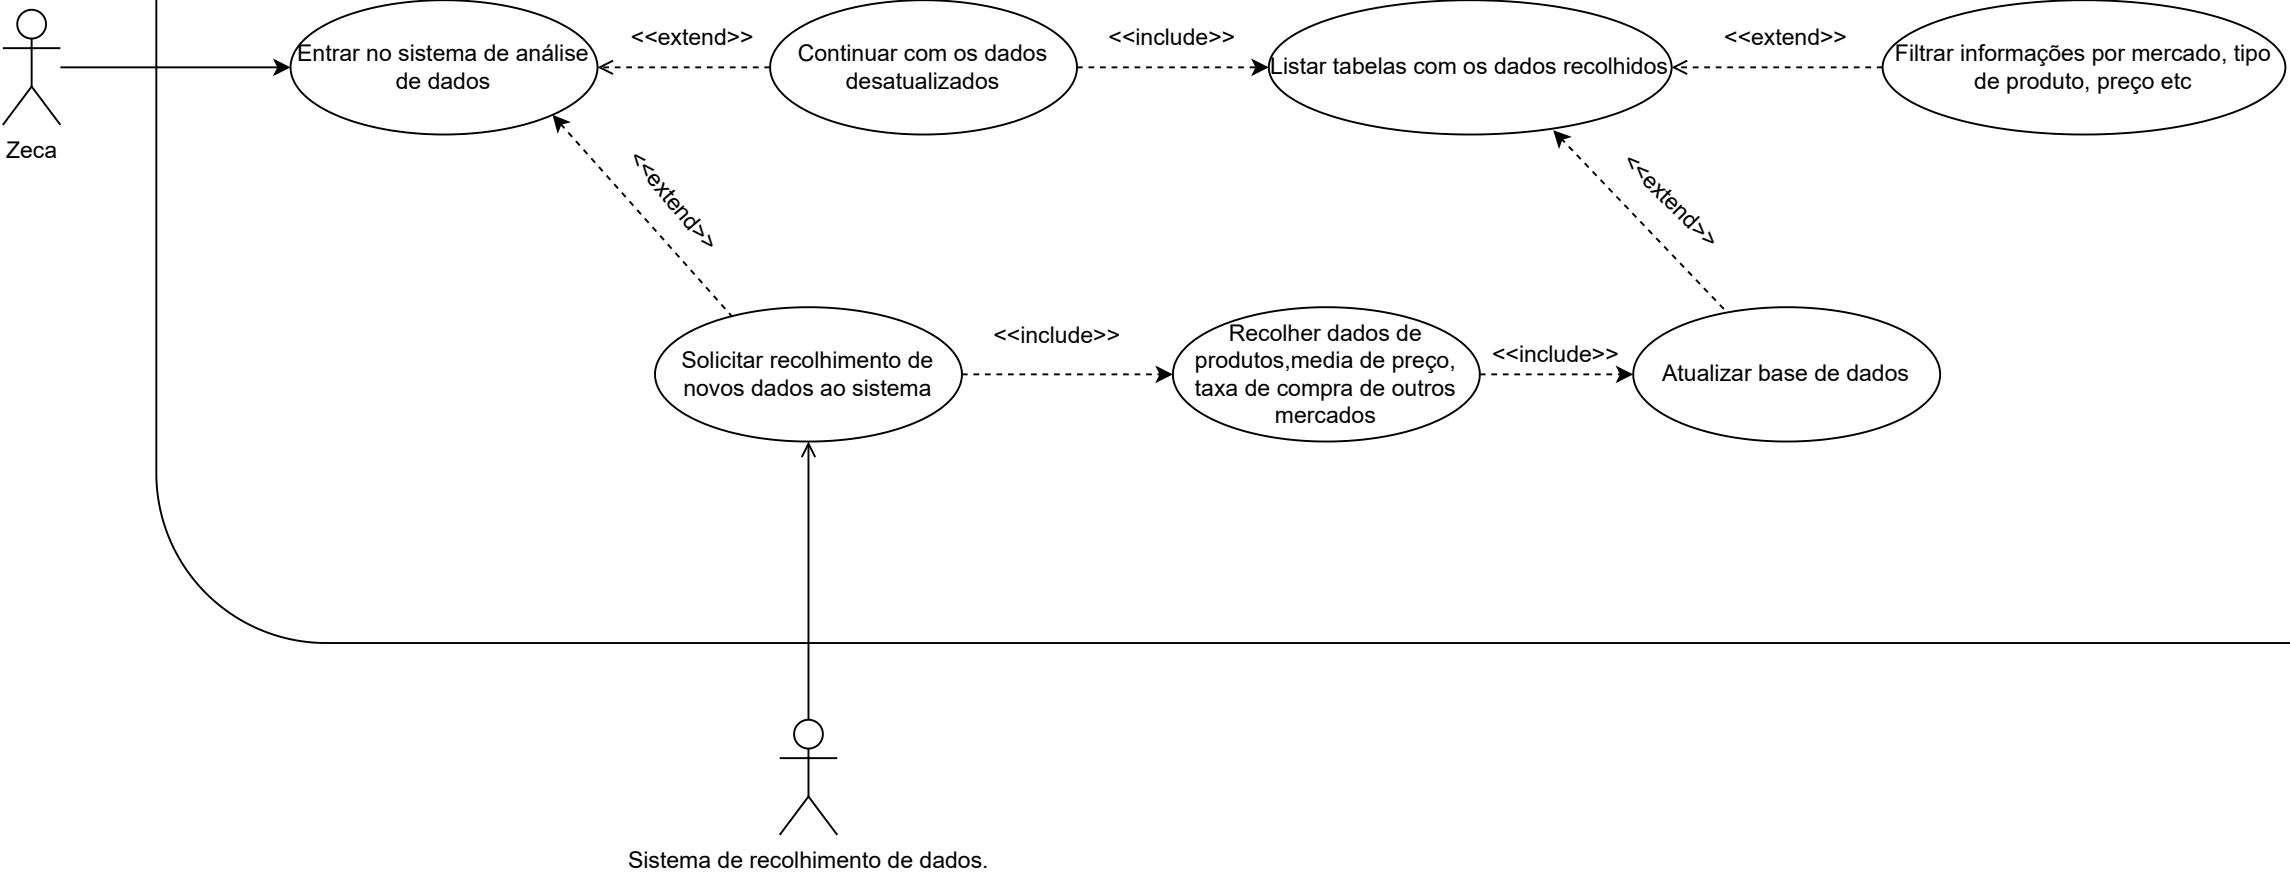 Zeca
Entrar no sistema de análise
de dados
<<extend>>
Continuar com os dados
desatualizados
<<include>>
Listar tabelas com os dados recolhidos
<<extend>>
Filtrar informações por mercado, tipo
de produto, preço etc
<<extend>>
<<extend>>
Solicitar recolhimento de
novos dados ao sistema
<<include>>
Recolher dados de
produtos,media de preço,
taxa de compra de outros
mercados
<<include>>
Atualizar base de dados
Sistema de recolhimento de dados.